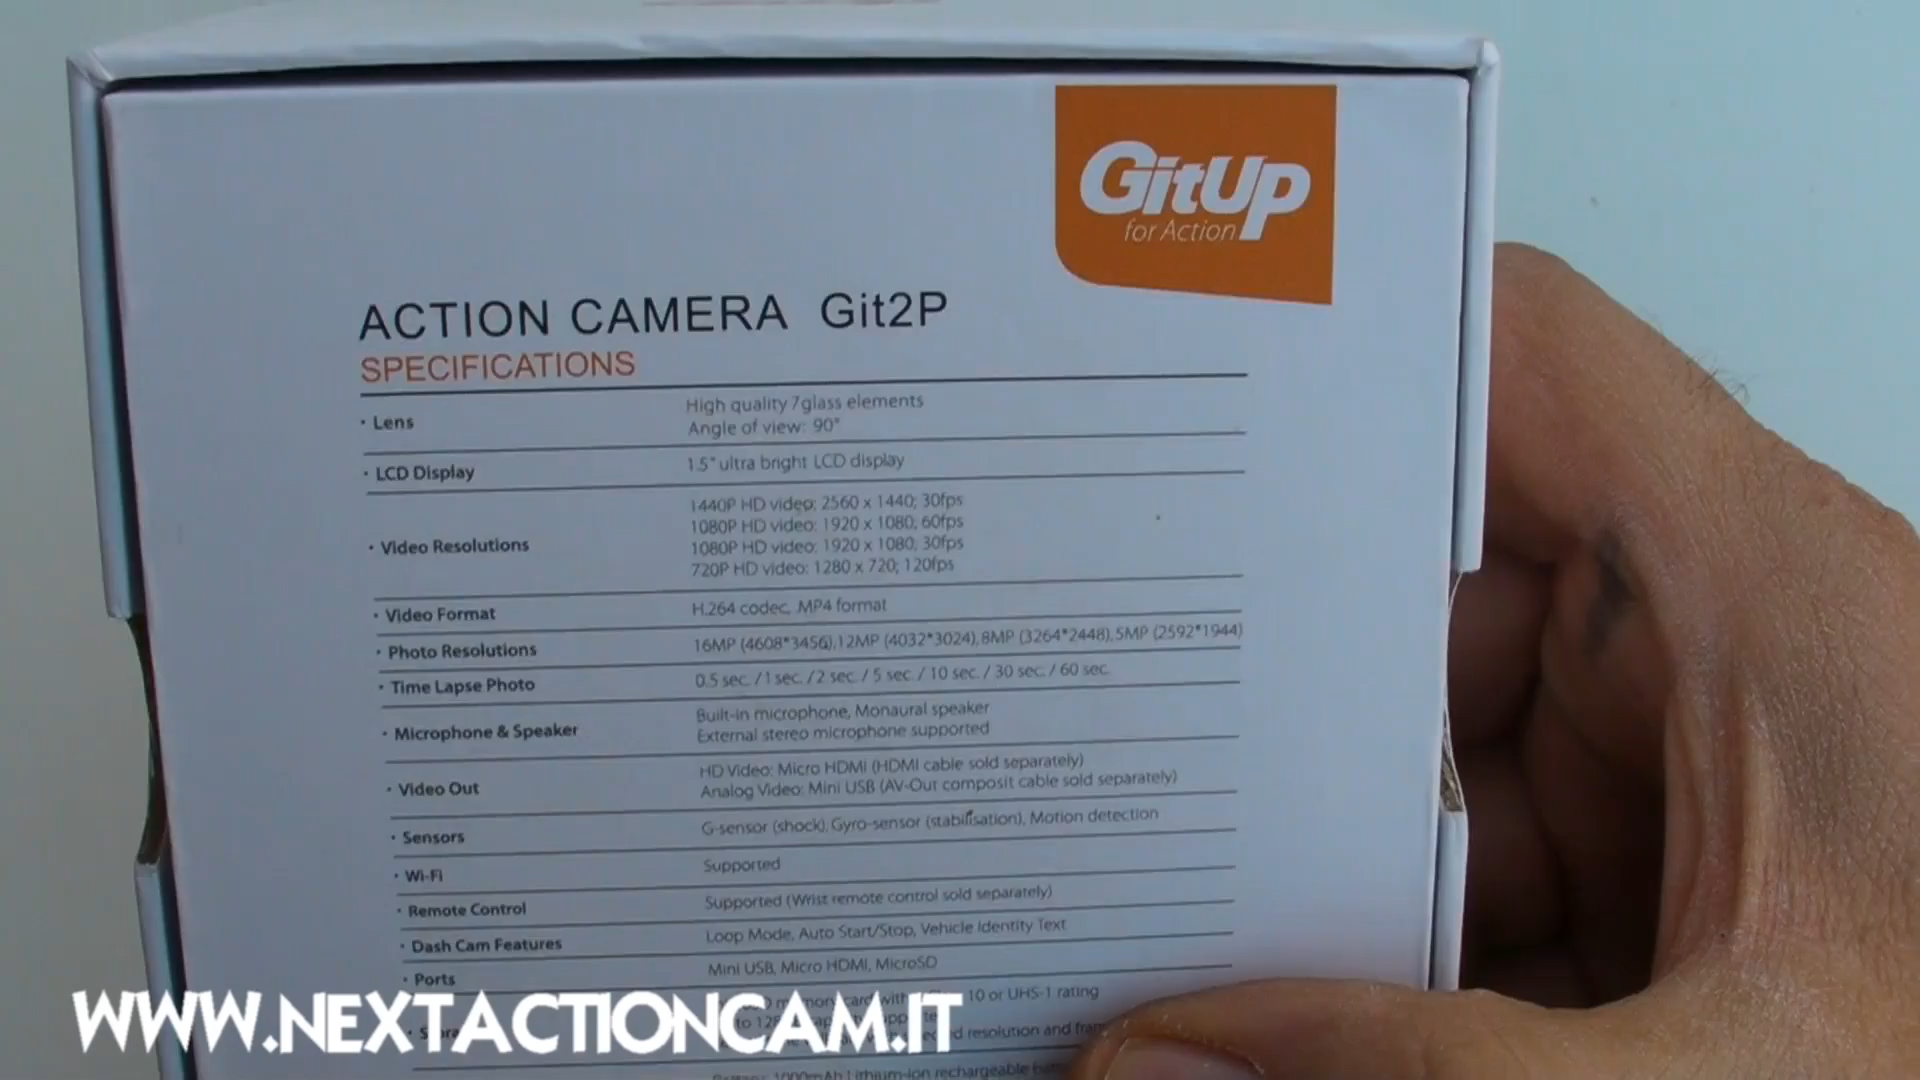 GitUp
for Action
ACTION CAMERA Git2P
SPECIFICATIONS
· Lens
High quality 7glass elements
Angle of view: 90°
· LCD Display
1.5" ultra bright LCD display
· Video Resolutions
1440P HD video: 2560 x 1440; 30fps
1080P HD video: 1920 x 1080; 60fps
1080P HD video: 1920 x 1080; 30fps
720P HD video: 1280 x 720; 120fps
· Video Format
H.264 codec, MP4 format
· Photo Resolutions
16MP (4608*3456),12MP (4032*3024),8MP (3264*2448), 5MP (2592*1944)
· Time Lapse Photo
0.5 sec. / 1 sec. / 2 sec. / 5 sec. / 10 sec. / 30 sec. / 60 sec.
· Microphone & Speaker
Built-in microphone, Monaural speaker
External stereo microphone supported
· Video Out
HD Video: Micro HDMI (HDMI cable sold separately)
Analog Video: Mini USB (AV-Out composit cable sold separately)
· Sensors
G-sensor (shock), Gyro-sensor (stabilisation), Motion detection
· Wi-Fi
Supported
· Remote Control
Supported (Wrist remote control sold separately)
· Dash Cam Features
Loop Mode, Auto Start/Stop, Vehicle Identity Text
· Ports
Mini USB, Micro HDMI, MicroSD
card with 10 or UHS-1 rating
resolution and
1000mAh Lithium-ion rechargeable
WWW.NEXTACTIONCAM.IT